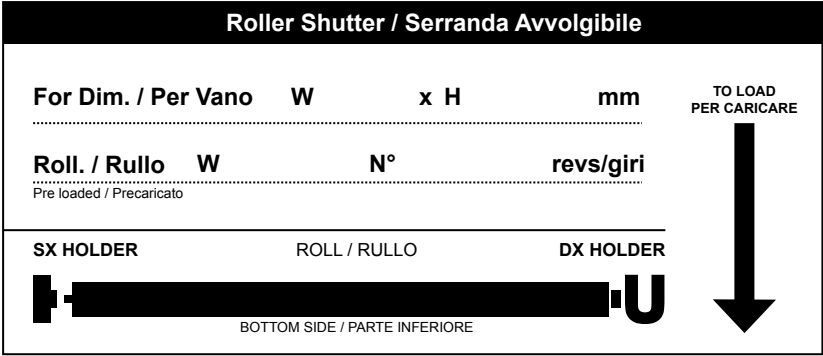 Roller Shutter / Serranda Avvolgibile
For Dim. / Per Vano W x H mm
TO LOAD
PER CARICARE
Roll. / Rullo W N° revs/giri
Pre loaded / Precaricato
SX HOLDER ROLL / RULLO DX HOLDER
BOTTOM SIDE / PARTE INFERIORE